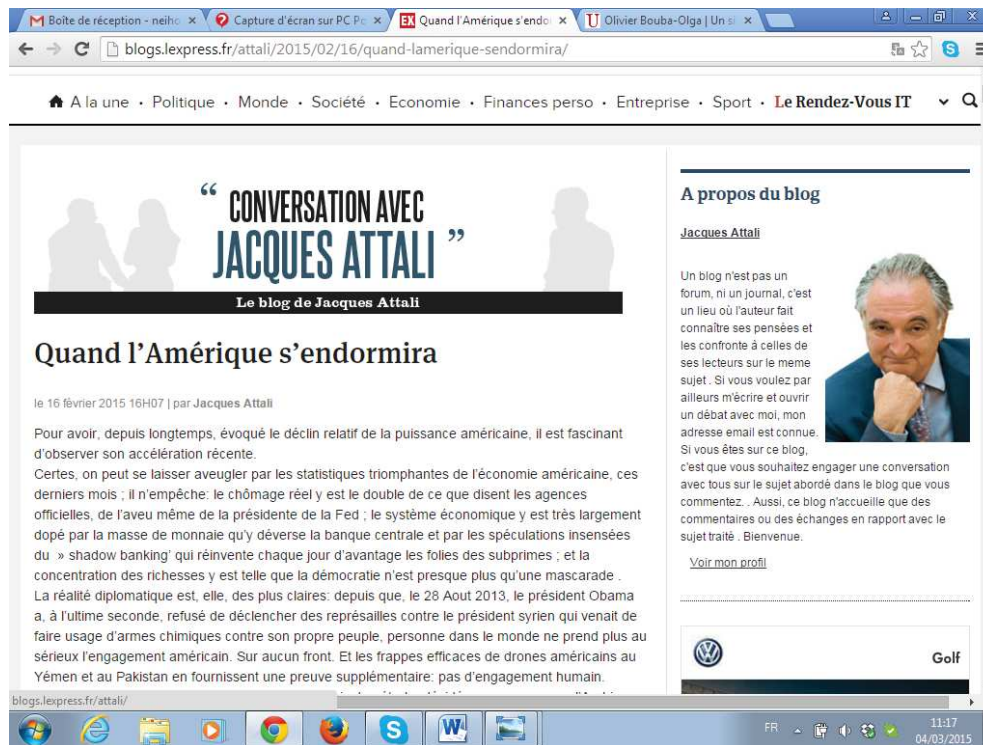 Boîte de réception - neiho
Capture d'écran sur PC Po
Quand l'Amérique s'endo
Olivier Bouba-Olga | Un si
blogs.lexpress.fr/attali/2015/02/16/quand-lamerique-sendormira/
A la une • Politique • Monde • Société • Economie • Finances perso • Entreprise • Sport • Le Rendez-Vous IT
“ CONVERSATION AVEC
JACQUES ATTALI ”
Le blog de Jacques Attali
Quand l’Amérique s’endormira
le 16 février 2015 16H07 | par Jacques Attali
Pour avoir, depuis longtemps, évoqué le déclin relatif de la puissance américaine, il est fascinant
d’observer son accélération récente.
Certes, on peut se laisser aveugler par les statistiques triomphantes de l’économie américaine, ces
derniers mois ; il n’empêche: le chômage réel y est le double de ce que disent les agences
officielles, de l’aveu même de la présidente de la Fed ; le système économique y est très largement
dopé par la masse de monnaie qu’y déverse la banque centrale et par les spéculations insensées
du » shadow banking’ qui réinvente chaque jour d’avantage les folies des subprimes ; et la
concentration des richesses y est telle que la démocratie n’est presque plus qu’une mascarade .
La réalité diplomatique est, elle, des plus claires: depuis que, le 28 Aout 2013, le président Obama
a, à l’ultime seconde, refusé de déclencher des représailles contre le président syrien qui venait de
faire usage d’armes chimiques contre son propre peuple, personne dans le monde ne prend plus au
sérieux l’engagement américain. Sur aucun front. Et les frappes efficaces de drones américains au
Yémen et au Pakistan en fournissent une preuve supplémentaire: pas d’engagement humain.
A propos du blog
Jacques Attali
Un blog n'est pas un
forum, ni un journal, c'est
un lieu où l'auteur fait
connaître ses pensées et
les confronte à celles de
ses lecteurs sur le meme
sujet . Si vous voulez par
ailleurs m'écrire et ouvrir
un débat avec moi, mon
adresse email est connue.
Si vous êtes sur ce blog,
c'est que vous souhaitez engager une conversation
avec tous sur le sujet abordé dans le blog que vous
commentez. . Aussi, ce blog n'accueille que des
commentaires ou des échanges en rapport avec le
sujet traité . Bienvenue.
Voir mon profil
Golf
blogs.lexpress.fr/attali/
FR
11:17
04/03/2015